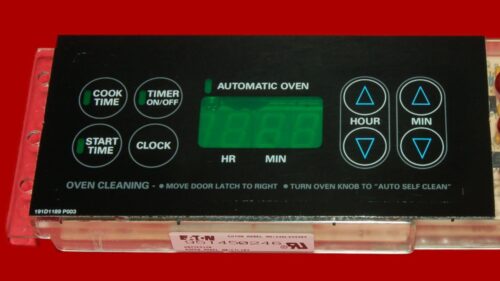 AUTOMATIC OVEN
COOK TIME
TIMER ON/OFF
START TIME
CLOCK
HOUR
MIN
HR MIN
OVEN CLEANING - • MOVE DOOR LATCH TO RIGHT • TURN OVEN KNOB TO "AUTO SELF CLEAN"
191D1189 P003
EATON
951450246